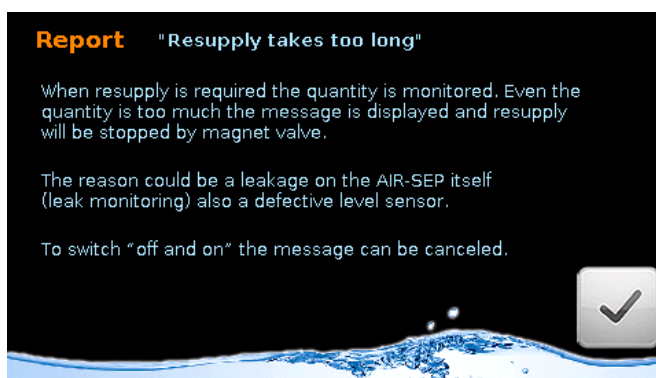 Report "Resupply takes too long"
When resupply is required the quantity is monitored. Even the
quantity is too much the message is displayed and resupply
will be stopped by magnet valve.
The reason could be a leakage on the AIR-SEP itself
(leak monitoring) also a defective level sensor.
To switch “off and on” the message can be canceled.